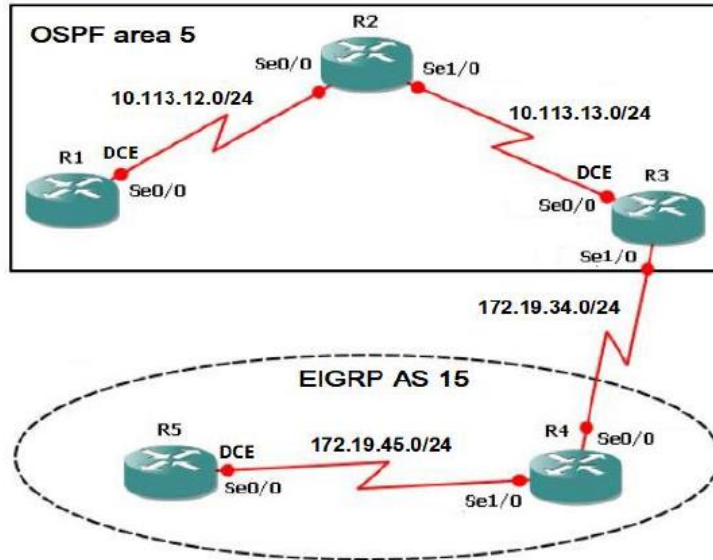 OSPF area 5
R2
Se0/0
Se1/0
10.113.12.0/24
10.113.13.0/24
DCE
R1
Se0/0
DCE
R3
Se0/0
Se1/0
172.19.34.0/24
EIGRP AS 15
R5
DCE
172.19.45.0/24
R4
Se0/0
Se0/0
Se1/0